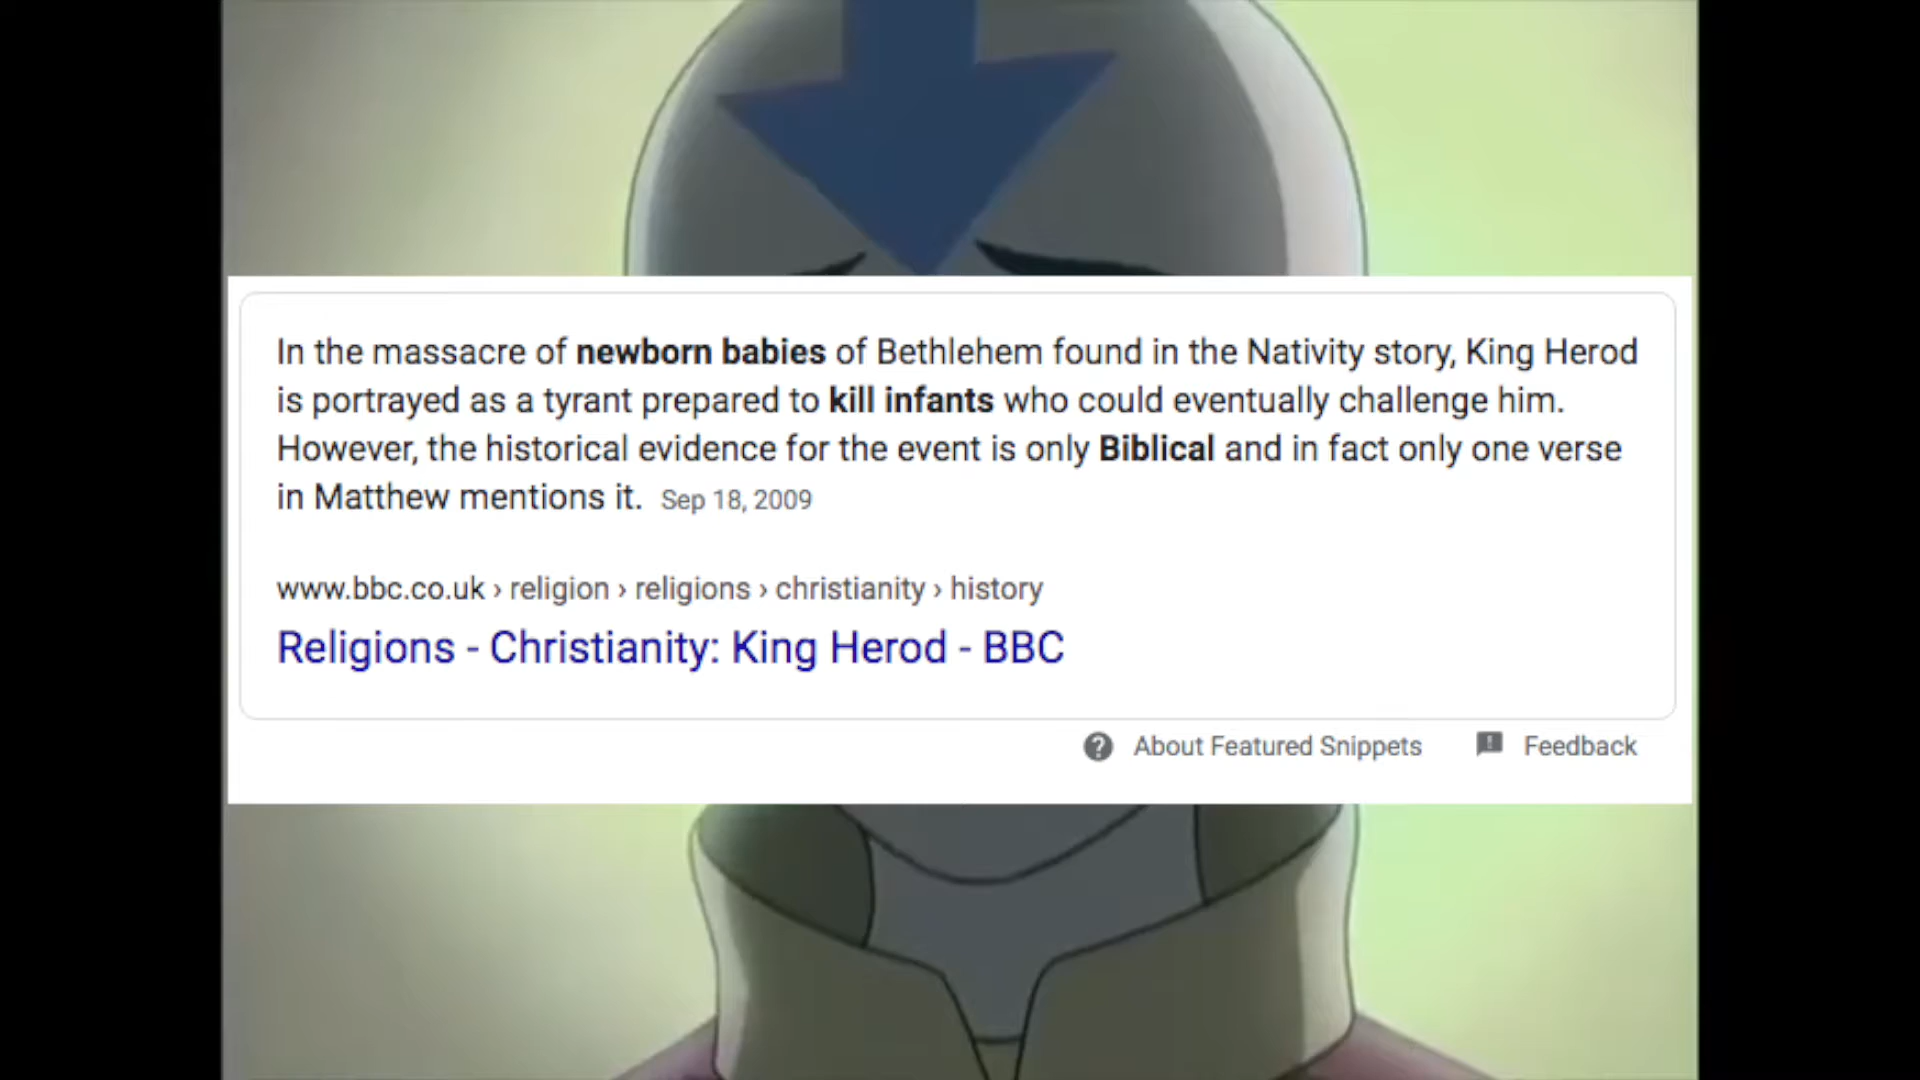 In the massacre of newborn babies of Bethlehem found in the Nativity story, King Herod
is portrayed as a tyrant prepared to kill infants who could eventually challenge him.
However, the historical evidence for the event is only Biblical and in fact only one verse
in Matthew mentions it. Sep 18, 2009
www.bbc.co.uk › religion › religions › christianity › history
Religions - Christianity: King Herod - BBC
About Featured Snippets Feedback